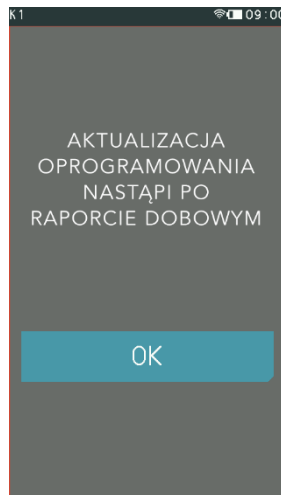 K1 09:00
AKTUALIZACJA
OPROGRAMOWANIA
NASTĄPI PO
RAPORCIE DOBOWYM
OK